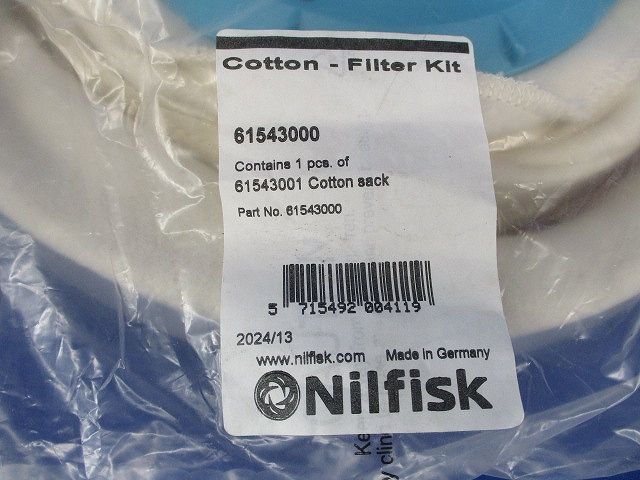 Cotton - Filter Kit
61543000
Contains 1 pcs. of
61543001 Cotton sack
Part No. 61543000
5 715492 004119
2024/13
www.nilfisk.com Made in Germany
Nilfisk